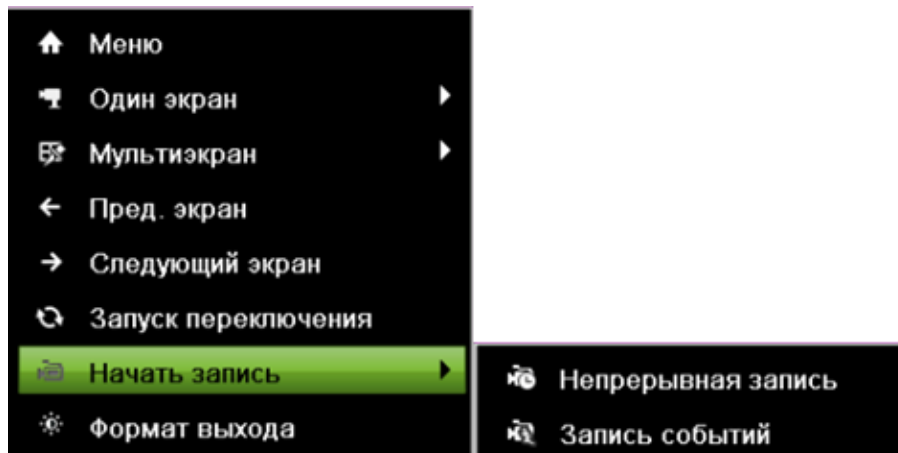 Меню
Один экран
Мультиэкран
Пред. экран
Следующий экран
Запуск переключения
Начать запись
Непрерывная запись
Формат выхода
Запись событий